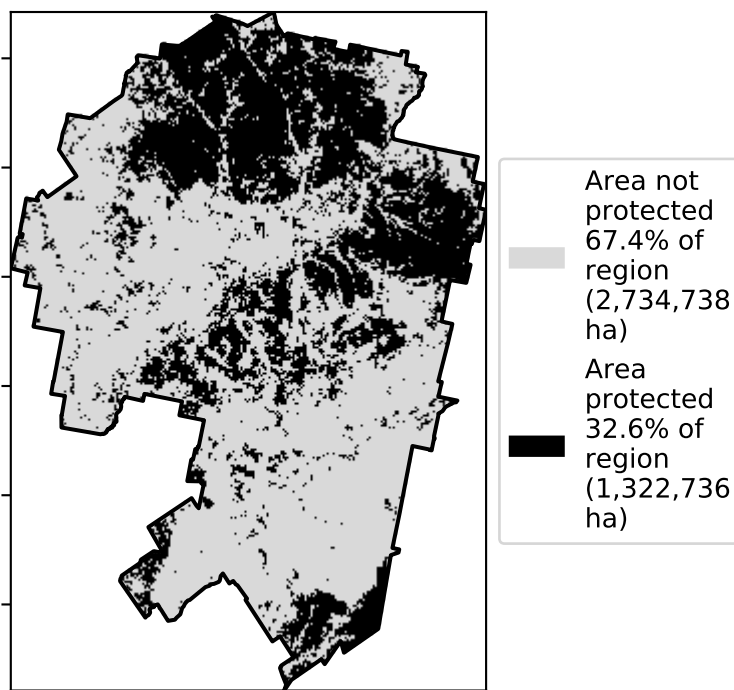 Area not
protected
67.4% of
region
(2,734,738
ha)
Area
protected
32.6% of
region
(1,322,736
ha)